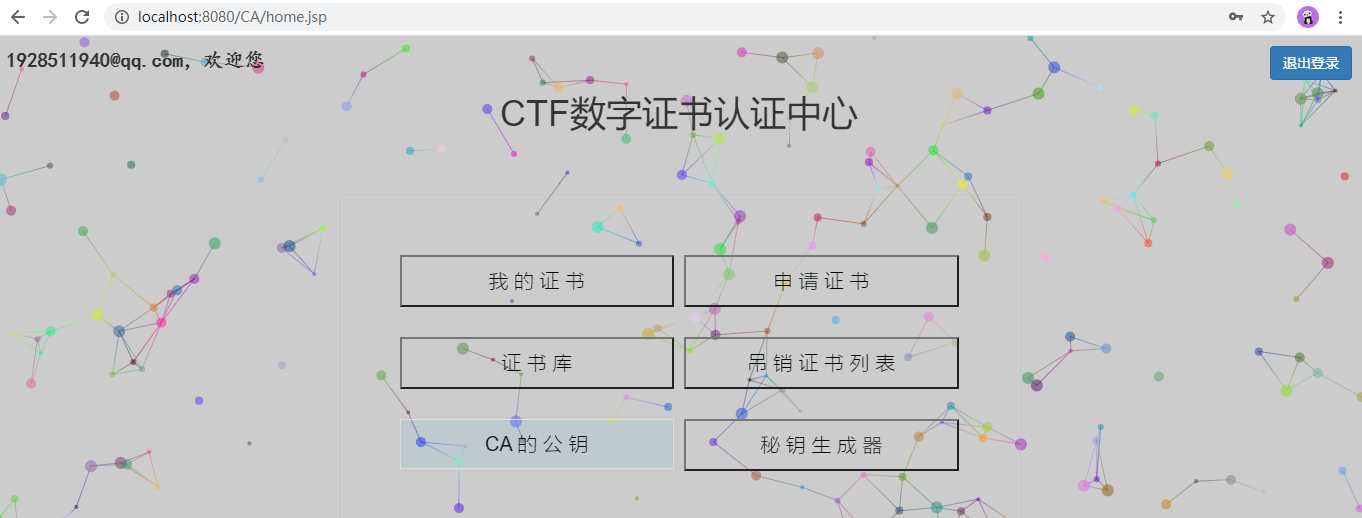 localhost:8080/CA/home.jsp
1928511940@qq.com，欢迎您
退出登录
CTF数字证书认证中心
我的证书
申请证书
证书库
吊销证书列表
CA的公钥
秘钥生成器